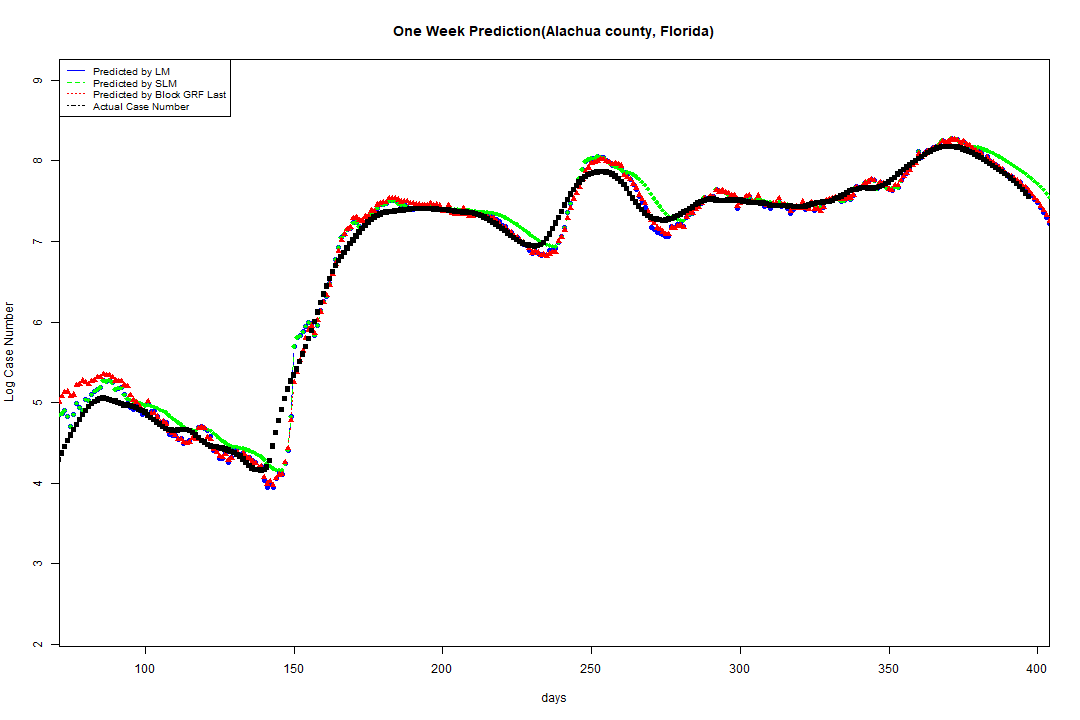 One Week Prediction(Alachua county, Florida)
Predicted by LM
Predicted by SLM
Predicted by Block GRF Last
Actual Case Number
9
8
7
6
5
4
3
2
Log Case Number
100 150 200 250 300 350 400
days